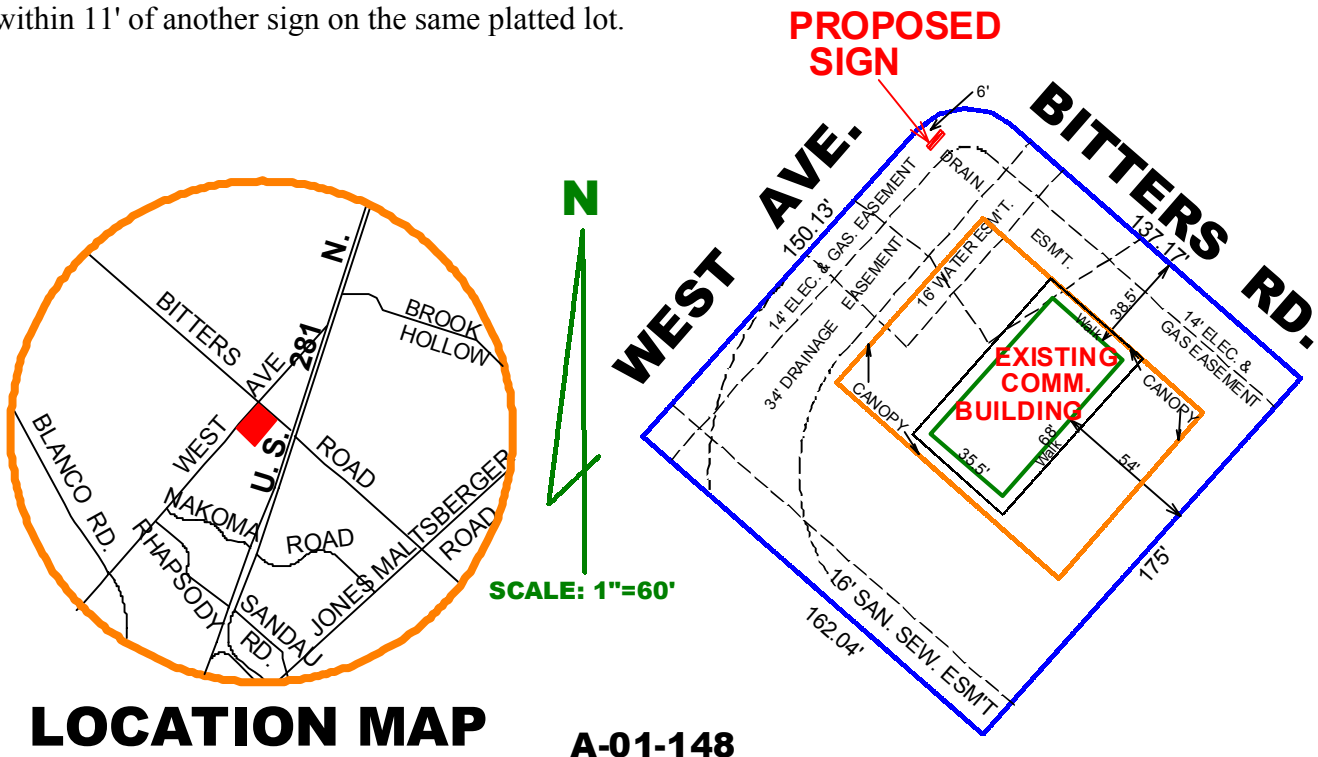 within 11' of another sign on the same platted lot.
PROPOSED
SIGN
6'
WEST AVE.
BITTERS RD.
150.13'
137.17'
DRAIN.
ESM'T.
14' ELEC. & GAS. EASEMENT
34' DRAINAGE EASEMENT
16' WATER ESM'T.
14' ELEC. &
GAS EASEMENT
38.5'
Walk
EXISTING
COMM.
BUILDING
CANOPY
CANOPY
68'
Walk
35.5'
54'
175'
16' SAN. SEW. ESM'T
162.04'
N
SCALE: 1"=60'
N.
281
U. S.
BROOK
HOLLOW
BITTERS
ROAD
WEST
AVE.
BLANCO RD.
NAKOMA
ROAD
RHAPSODY
SANDAU
RD.
JONES MALTSBERGER
ROAD
LOCATION MAP
A-01-148